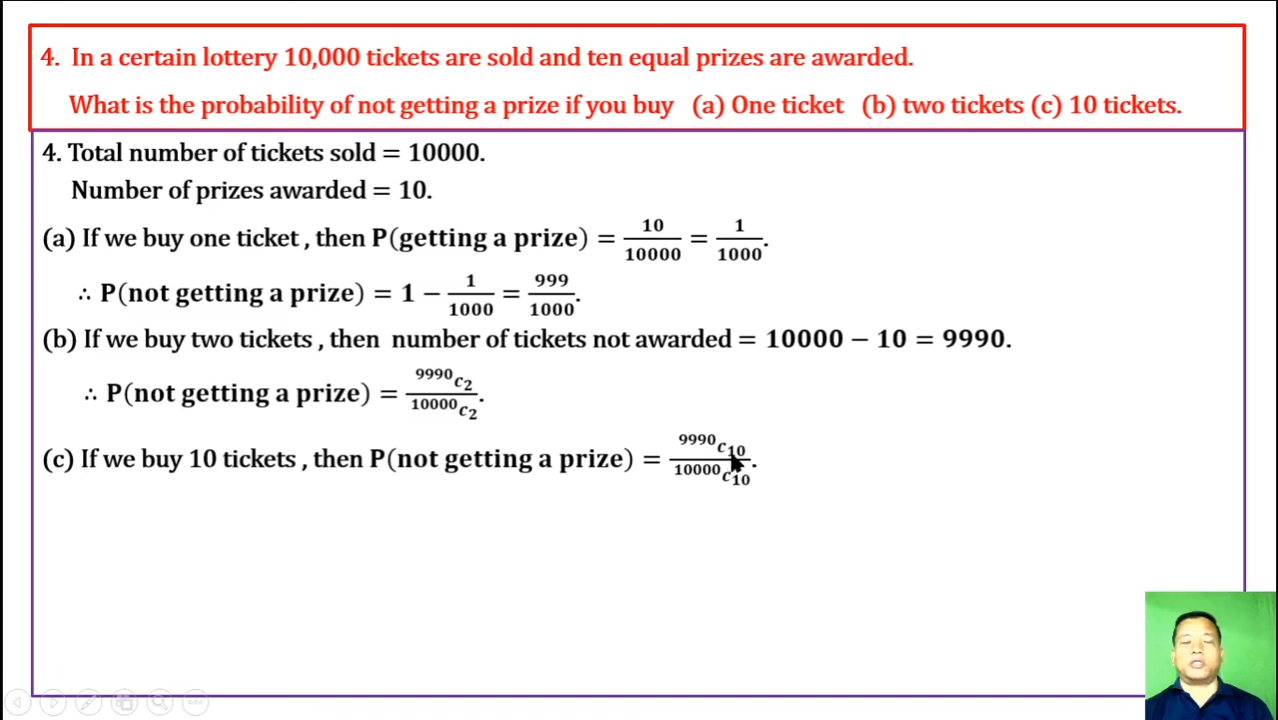 4. In a certain lottery 10,000 tickets are sold and ten equal prizes are awarded.
What is the probability of not getting a prize if you buy (a) One ticket (b) two tickets (c) 10 tickets.
4. Total number of tickets sold = 10000.
Number of prizes awarded = 10.
(a) If we buy one ticket , then P(getting a prize) = 10/10000 = 1/1000.
∴ P(not getting a prize) = 1 − 1/1000 = 999/1000.
(b) If we buy two tickets , then number of tickets not awarded = 10000 − 10 = 9990.
∴ P(not getting a prize) = ⁹⁹⁹⁰C₂/¹⁰⁰⁰⁰C₂.
(c) If we buy 10 tickets , then P(not getting a prize) = ⁹⁹⁹⁰C₁₀/¹⁰⁰⁰⁰C₁₀.